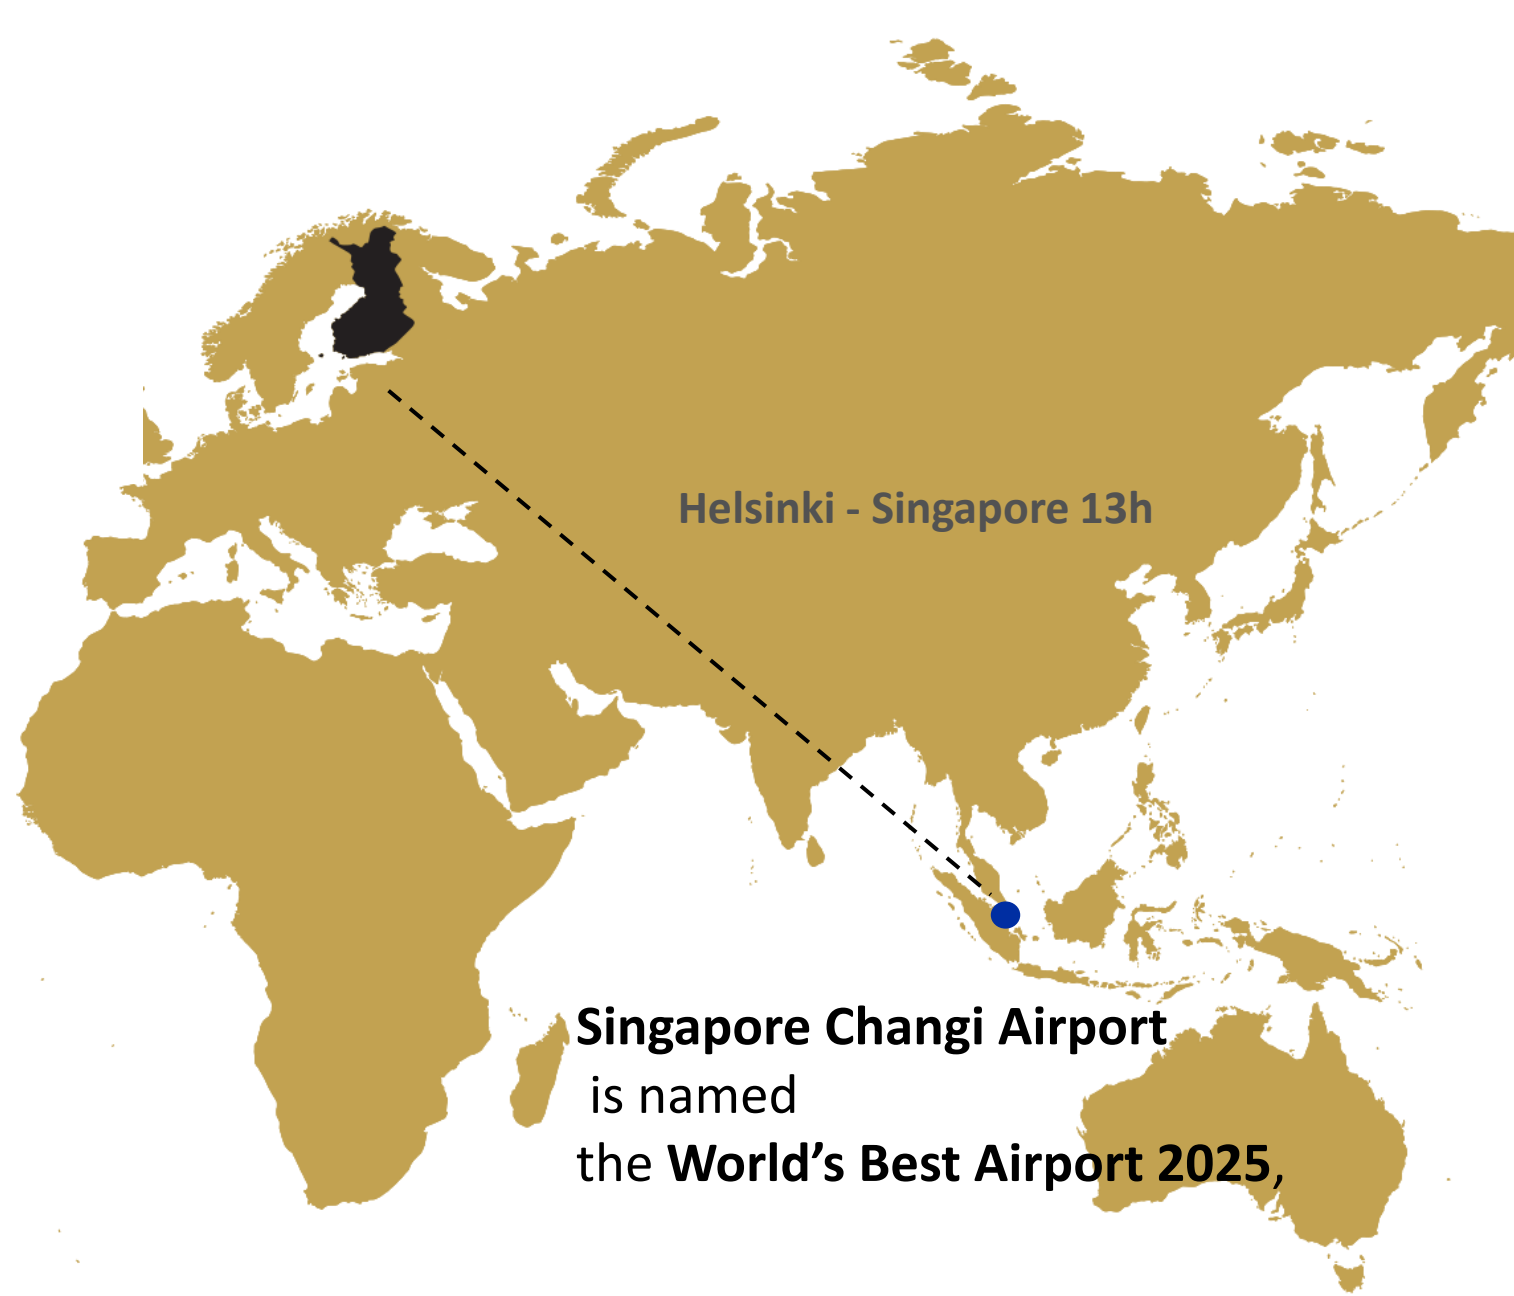 Helsinki - Singapore 13h
Singapore Changi Airport
is named
the World’s Best Airport 2025,